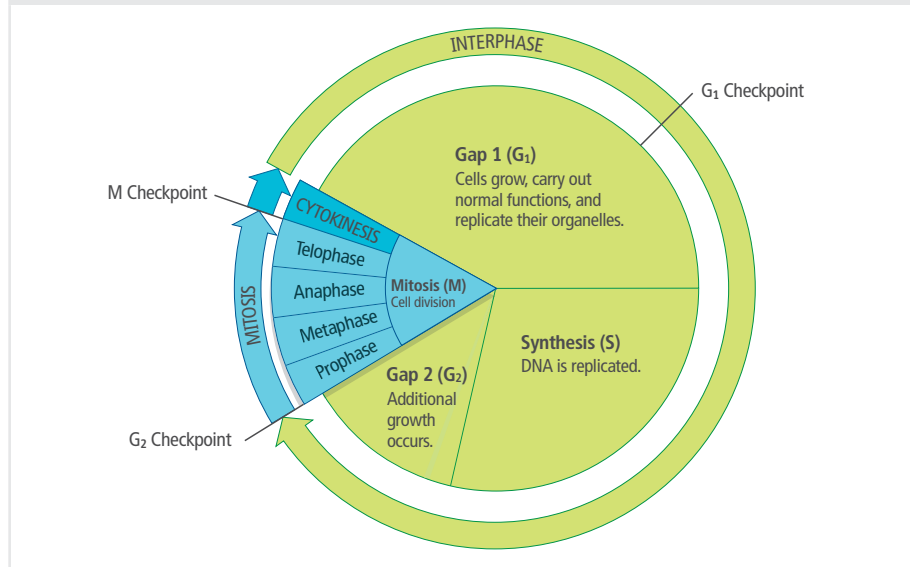 INTERPHASE
G₁ Checkpoint
Gap 1 (G₁)
Cells grow, carry out
normal functions, and
replicate their organelles.
M Checkpoint
CYTOKINESIS
Telophase
Anaphase
Metaphase
Prophase
MITOSIS
Mitosis (M)
Cell division
Synthesis (S)
DNA is replicated.
Gap 2 (G₂)
Additional
growth
occurs.
G₂ Checkpoint